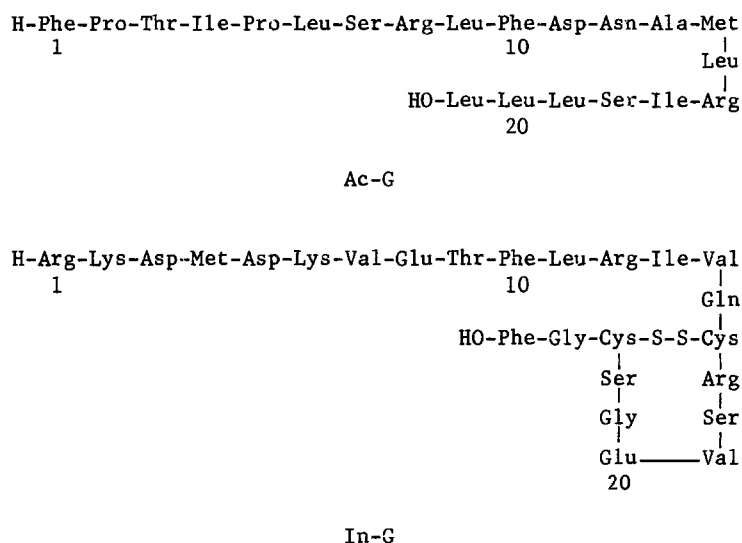 H-Phe-Pro-Thr-Ile-Pro-Leu-Ser-Arg-Leu-Phe-Asp-Asn-Ala-Met
1 10
Leu
HO-Leu-Leu-Leu-Ser-Ile-Arg
20
Ac-G
H-Arg-Lys-Asp-Met-Asp-Lys-Val-Glu-Thr-Phe-Leu-Arg-Ile-Val
1 10
Gln
HO-Phe-Gly-Cys-S-S-Cys
Ser Arg
Gly Ser
Glu Val
20
In-G